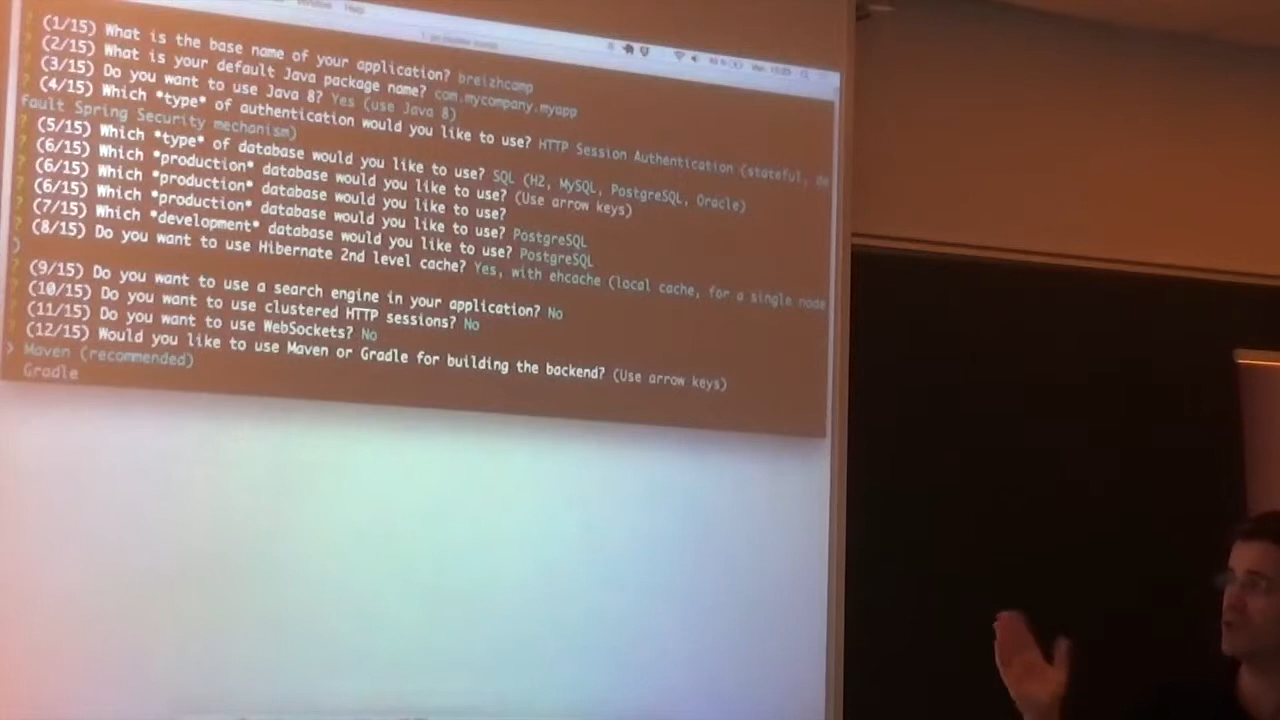 Window Help
? (1/15) What is the base name of your application? breizhcamp
? (2/15) What is your default Java package name? com.mycompany.myapp
? (3/15) Do you want to use Java 8? Yes (use Java 8)
? (4/15) Which *type* of authentication would you like to use? HTTP Session Authentication (stateful, de
fault Spring Security mechanism)
? (5/15) Which *type* of database would you like to use? SQL (H2, MySQL, PostgreSQL, Oracle)
? (6/15) Which *production* database would you like to use? (Use arrow keys)
? (6/15) Which *production* database would you like to use?
? (6/15) Which *production* database would you like to use? PostgreSQL
? (7/15) Which *development* database would you like to use? PostgreSQL
? (8/15) Do you want to use Hibernate 2nd level cache? Yes, with ehcache (local cache, for a single node
)
? (9/15) Do you want to use a search engine in your application? No
? (10/15) Do you want to use clustered HTTP sessions? No
? (11/15) Do you want to use WebSockets? No
? (12/15) Would you like to use Maven or Gradle for building the backend? (Use arrow keys)
> Maven (recommended)
Gradle